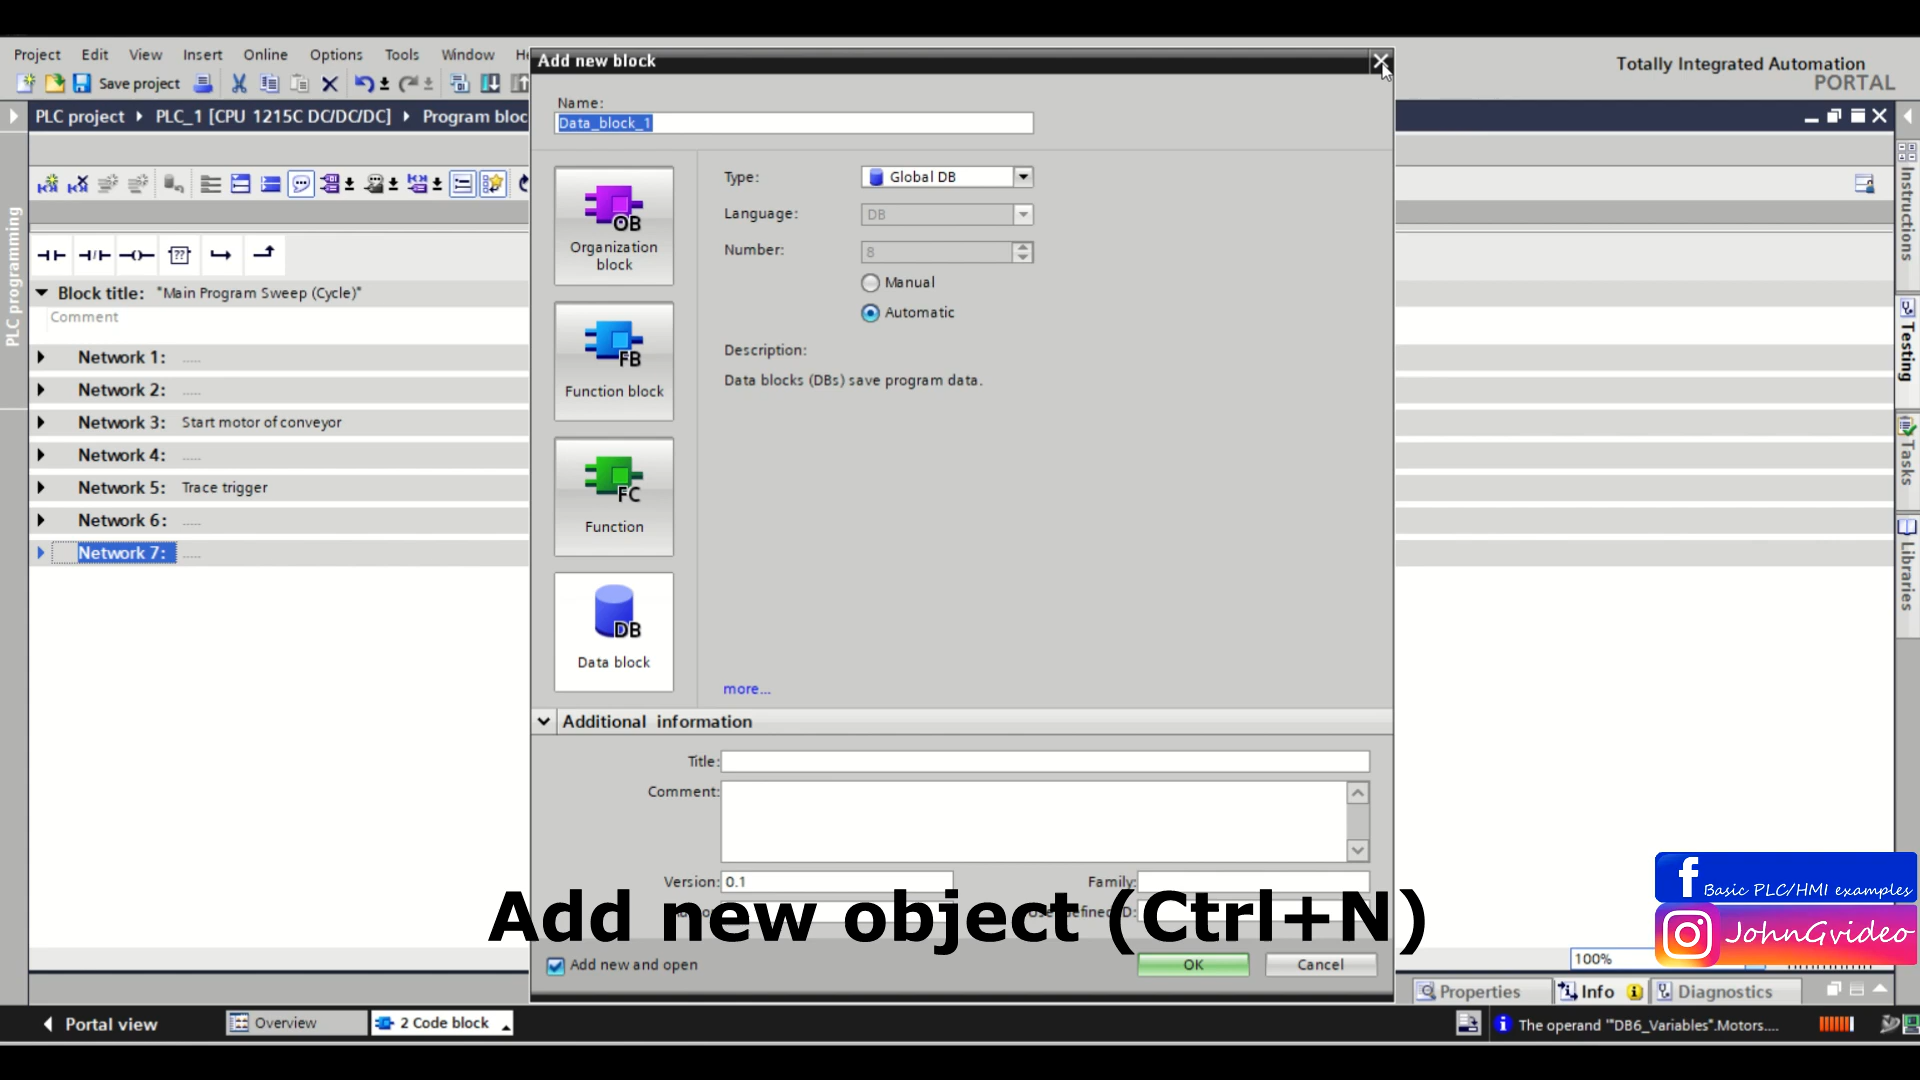 Project Edit View Insert Online Options Tools Window
Add new block
Totally Integrated Automation
PORTAL
Save project
PLC project PLC_1 [CPU 1215C DC/DC/DC] Program bloc
Name:
Data_block_1
PLC programming
OB
Organization
block
FB
Function block
FC
Function
DB
Data block
Type: Global DB
Language: DB
Number: 8
Manual
Automatic
Description:
Data blocks (DBs) save program data.
more...
??
Block title: "Main Program Sweep (Cycle)"
Comment
Network 1: .....
Network 2: .....
Network 3: Start motor of conveyor
Network 4: .....
Network 5: Trace trigger
Network 6: .....
Network 7: .....
Instructions
Testing
Tasks
Libraries
Additional information
Title:
Comment:
Version: 0.1
Family:
Add new object (Ctrl+N)
Add new and open
OK
Cancel
f Basic PLC/HMI examples
JohnGvideo
100%
Properties Info Diagnostics
Portal view Overview 2 Code block
The operand '"DB6_Variables".Motors....